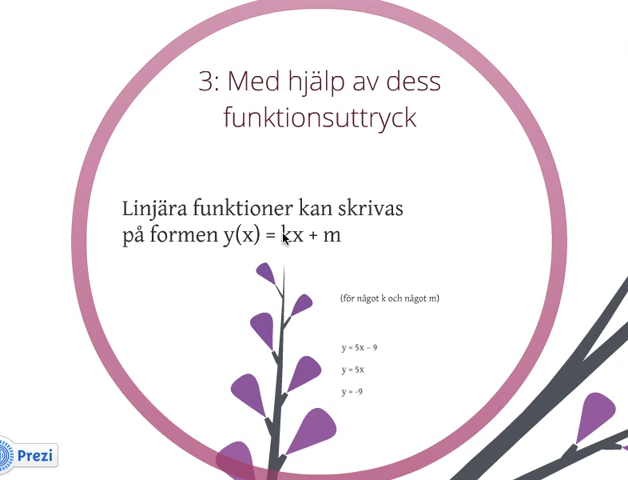 3: Med hjälp av dess
funktionsuttryck
Linjära funktioner kan skrivas
på formen y(x) = kx + m
(för något k och något m)
y = 5x – 9
y = 5x
y = -9
Prezi